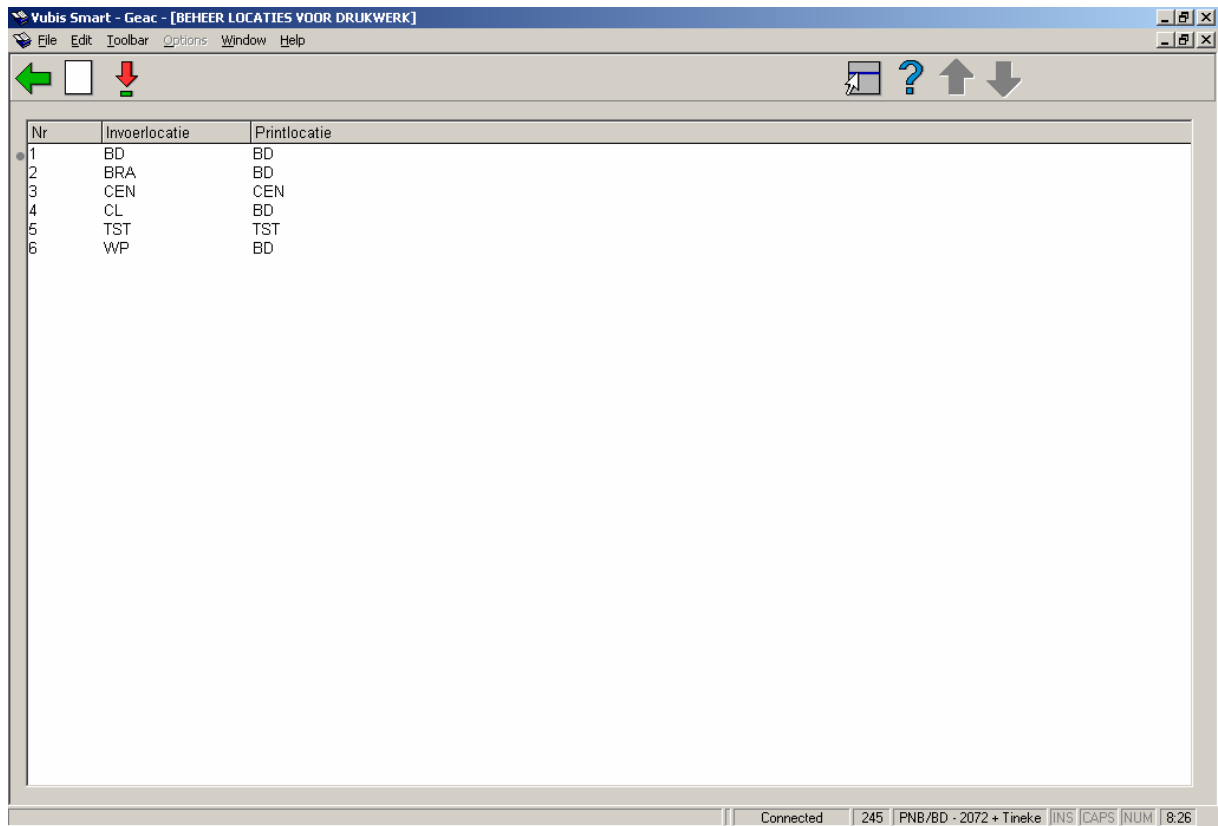 Vubis Smart - Geac - [BEHEER LOCATIES VOOR DRUKWERK]
File Edit Toolbar Options Window Help
Nr Invoerlocatie Printlocatie
1 BD BD
2 BRA BD
3 CEN CEN
4 CL BD
5 TST TST
6 WP BD
Connected 245 PNB/BD - 2072 + Tineke INS CAPS NUM 8:26